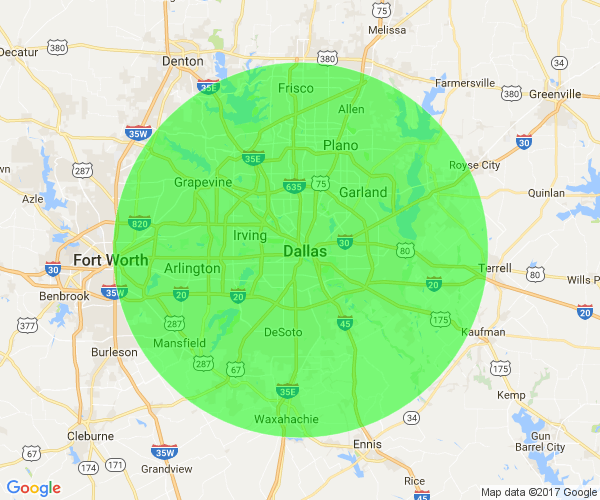 Melissa
Decatur
380
380
Denton
34
35E
Frisco
380
Farmersville
380
Greenville
Allen
35W
Plano
30
35E
287
Royse City
Grapevine
635
75
Garland
Quinlan
Azle
820
Irving
30
Dallas
80
Fort Worth
30
Arlington
Terrell
80
Wills P
Benbrook
35W
20
20
20
20
377
287
45
175
DeSoto
Kaufman
Mansfield
Burleson
287
67
175
35E
Kemp
Waxahachie
34
Cleburne
Gun
Barrel City
67
35W
Ennis
174
171
Grandview
Rice
45
Google
Map data ©2017 Google